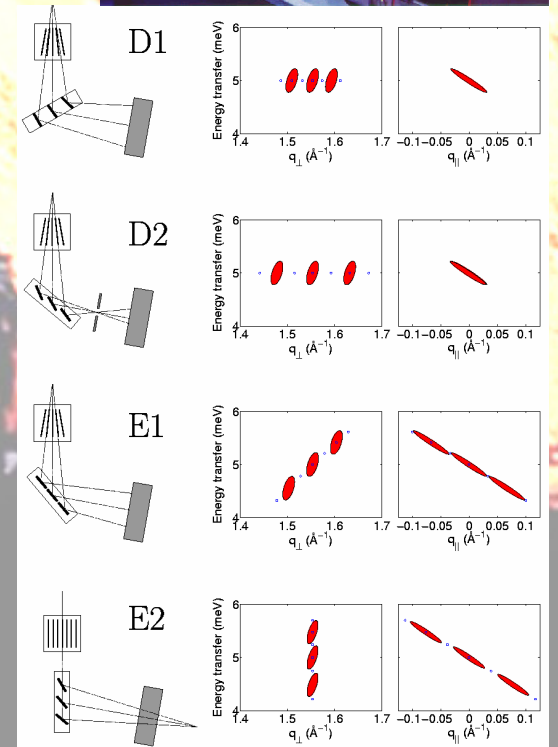 D1
Energy transfer (meV)
6
5
4
1.4 1.5 1.6 1.7
q⊥ (Å⁻¹)
−0.1 −0.05 0 0.05 0.1
q|| (Å⁻¹)
D2
Energy transfer (meV)
6
5
4
1.4 1.5 1.6 1.7
q⊥ (Å⁻¹)
−0.1 −0.05 0 0.05 0.1
q|| (Å⁻¹)
E1
Energy transfer (meV)
6
5
4
1.4 1.5 1.6 1.7
q⊥ (Å⁻¹)
−0.1 −0.05 0 0.05 0.1
q|| (Å⁻¹)
E2
Energy transfer (meV)
6
5
4
1.4 1.5 1.6 1.7
q⊥ (Å⁻¹)
−0.1 −0.05 0 0.05 0.1
q|| (Å⁻¹)